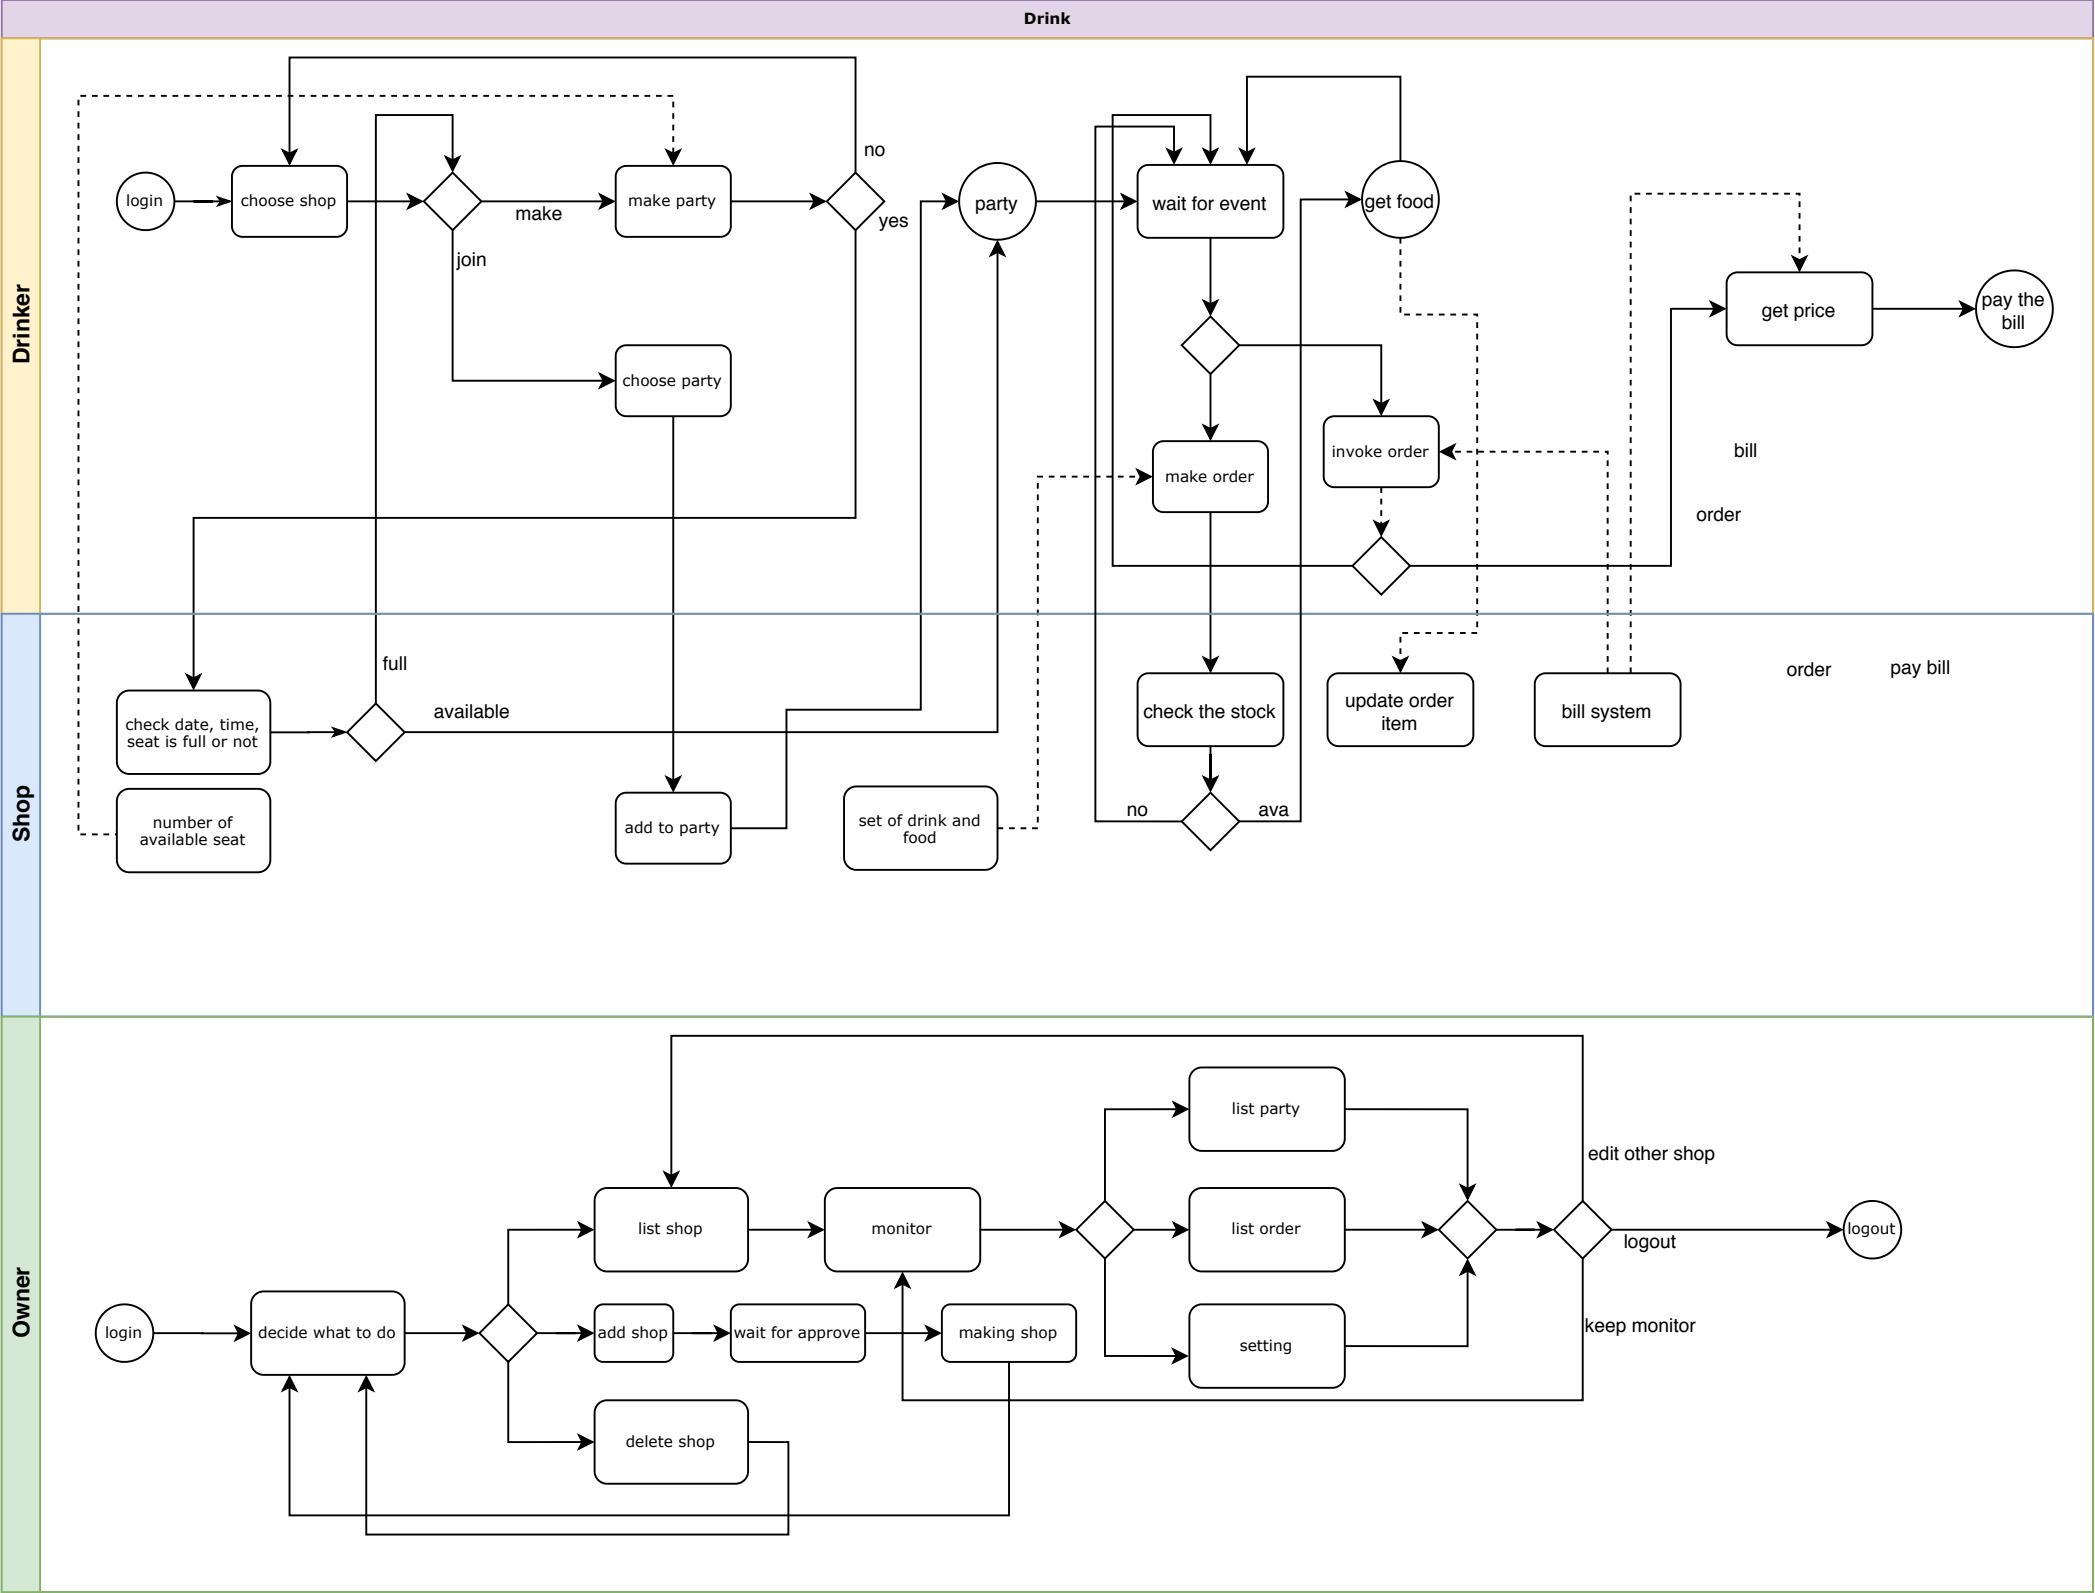 Drink
Drinker
no
login
choose shop
make
make party
yes
party
wait for event
get food
join
get price
pay the
bill
choose party
invoke order
bill
make order
order
Shop
full
available
check date, time,
seat is full or not
check the stock
update order
item
bill system
order
pay bill
number of
available seat
add to party
set of drink and
food
no
ava
Owner
list party
edit other shop
list shop
monitor
list order
logout
logout
login
decide what to do
add shop
wait for approve
making shop
setting
keep monitor
delete shop